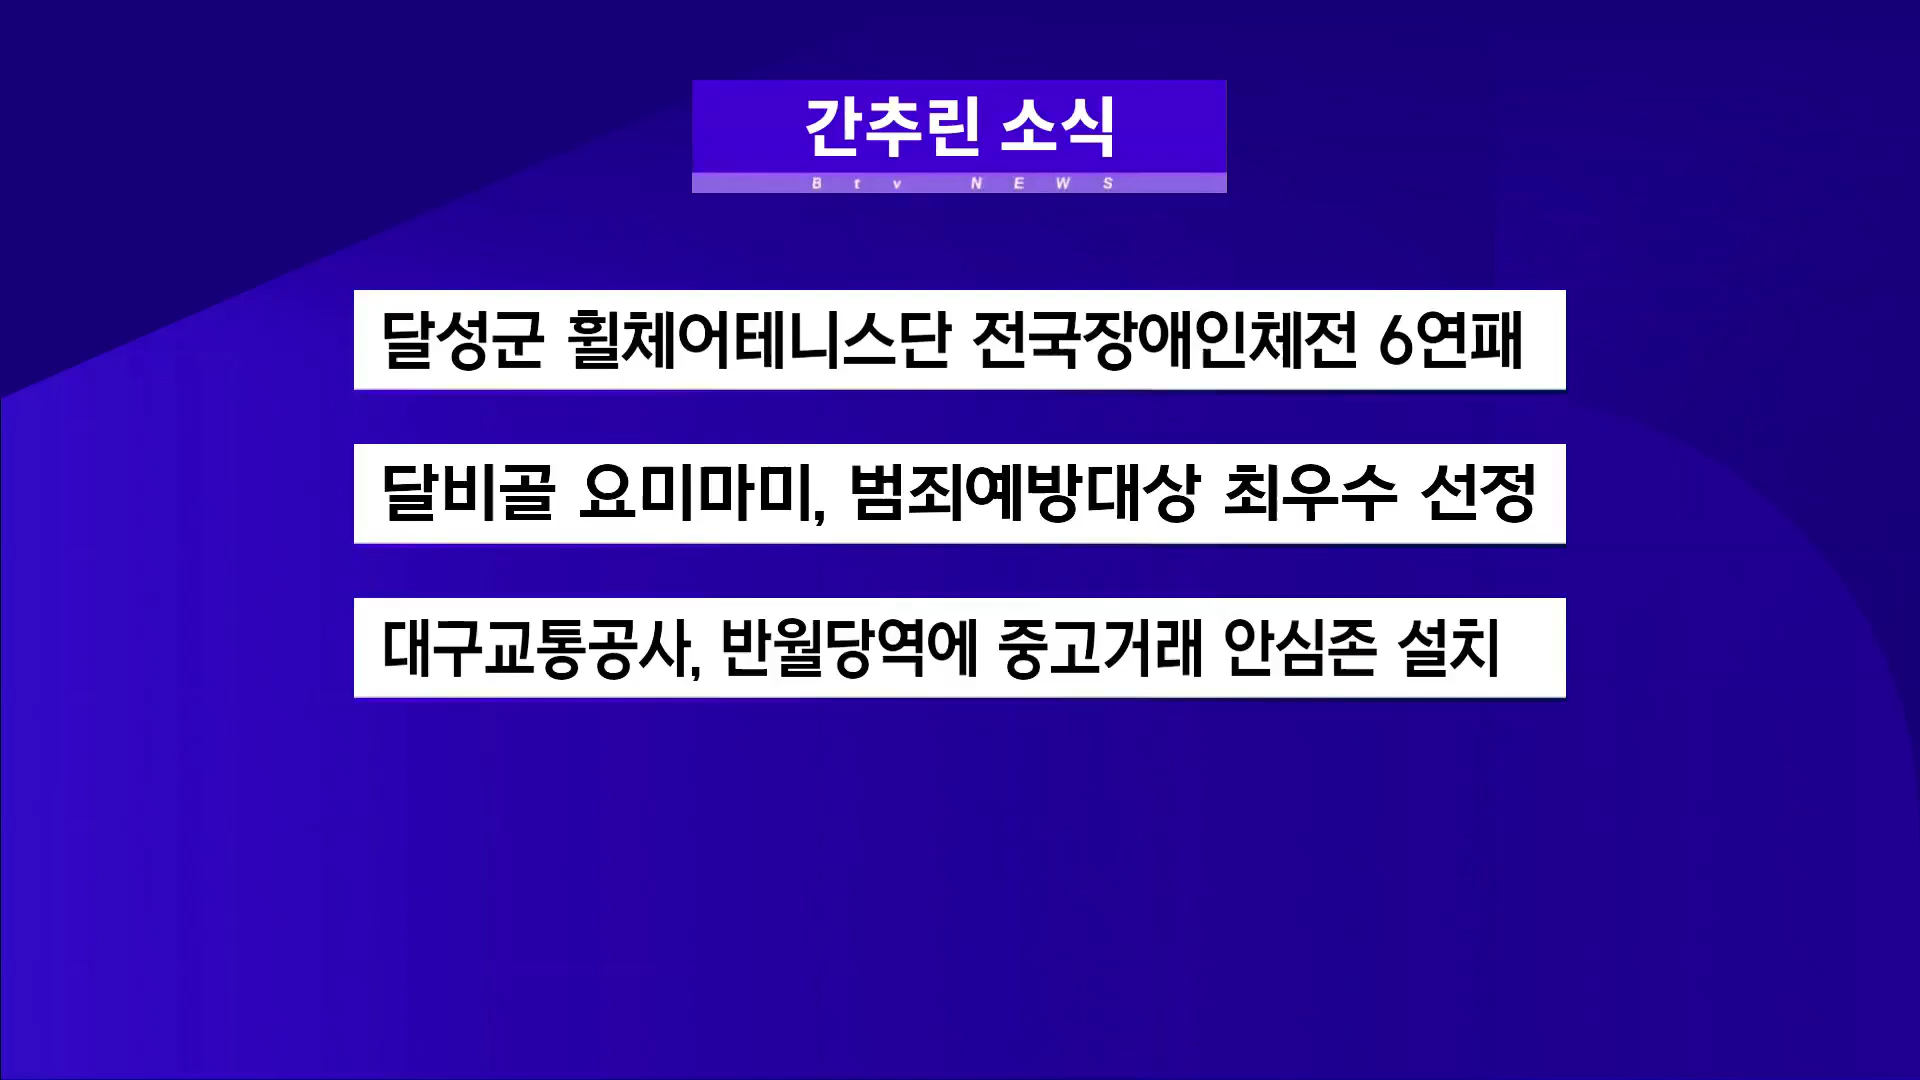 간추린 소식
Btv NEWS
달성군 휠체어테니스단 전국장애인체전 6연패
달비골 요미마미, 범죄예방대상 최우수 선정
대구교통공사, 반월당역에 중고거래 안심존 설치